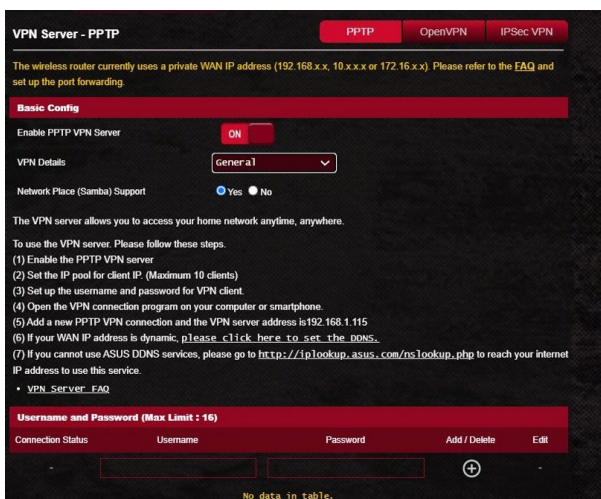 VPN Server - PPTP PPTP OpenVPN IPSec VPN
The wireless router currently uses a private WAN IP address (192.168.x.x, 10.x.x.x or 172.16.x.x). Please refer to the FAQ and
set up the port forwarding.
Basic Config
Enable PPTP VPN Server ON
VPN Details General
Network Place (Samba) Support Yes No
The VPN server allows you to access your home network anytime, anywhere.
To use the VPN server. Please follow these steps.
(1) Enable the PPTP VPN server
(2) Set the IP pool for client IP. (Maximum 10 clients)
(3) Set up the username and password for VPN client.
(4) Open the VPN connection program on your computer or smartphone.
(5) Add a new PPTP VPN connection and the VPN server address is192.168.1.115
(6) If your WAN IP address is dynamic, please click here to set the DDNS.
(7) If you cannot use ASUS DDNS services, please go to http://iplookup.asus.com/nslookup.php to reach your internet
IP address to use this service.
• VPN Server FAQ
Username and Password (Max Limit : 16)
Connection Status Username Password Add / Delete Edit
- -
No data in table.